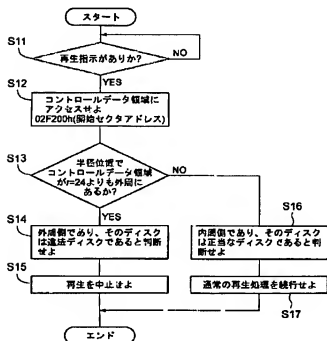 スタート
S11
再生指示がありか?
NO
YES
S12
コントロールデータ領域に
アクセスせよ
02F200h(開始セクタアドレス)
S13
半径位置で
コントロールデータ領域
がr=24よりも外周に
あるか?
NO
YES
S14
外周側であり、そのディスク
は違法ディスクであると判断
せよ
S16
内周側であり、そのディスク
は正当なディスクであると判
断せよ
S15
再生を中止せよ
通常の再生処理を続行せよ
S17
エンド